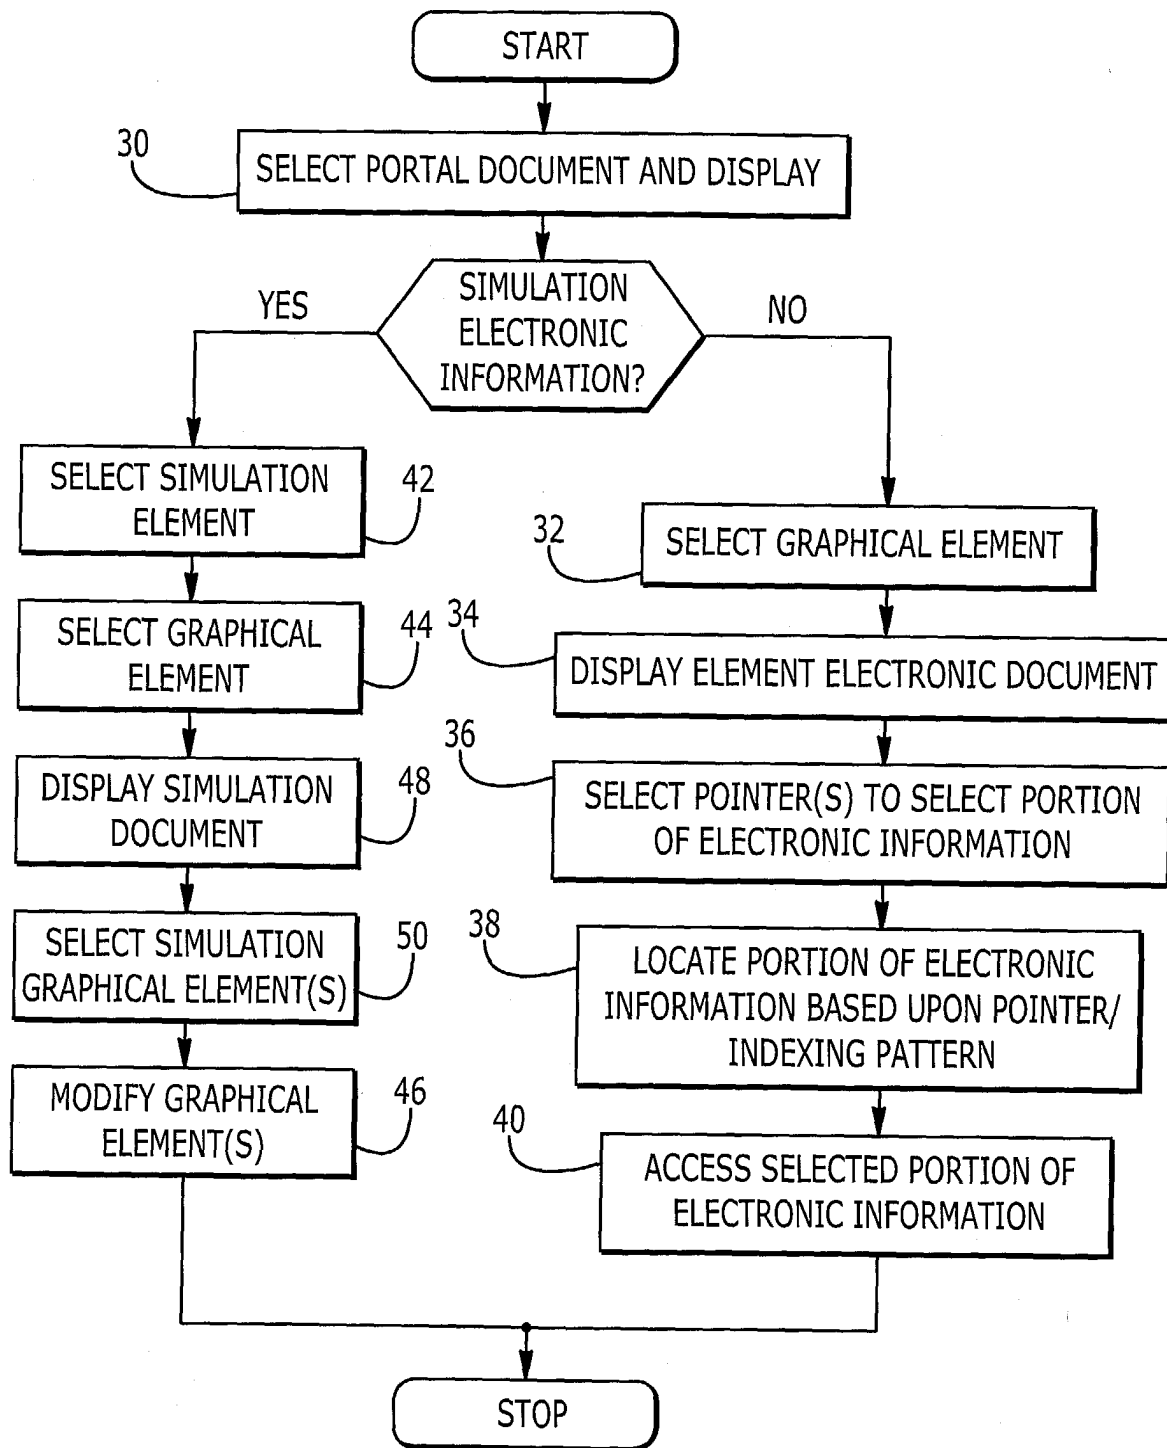 START
30
SELECT PORTAL DOCUMENT AND DISPLAY
SIMULATION
ELECTRONIC
INFORMATION?
YES
NO
SELECT SIMULATION
ELEMENT
42
SELECT GRAPHICAL
ELEMENT
44
DISPLAY SIMULATION
DOCUMENT
48
SELECT SIMULATION
GRAPHICAL ELEMENT(S)
50
MODIFY GRAPHICAL
ELEMENT(S)
46
32
SELECT GRAPHICAL ELEMENT
34
DISPLAY ELEMENT ELECTRONIC DOCUMENT
36
SELECT POINTER(S) TO SELECT PORTION
OF ELECTRONIC INFORMATION
38
LOCATE PORTION OF ELECTRONIC
INFORMATION BASED UPON POINTER/
INDEXING PATTERN
40
ACCESS SELECTED PORTION OF
ELECTRONIC INFORMATION
STOP